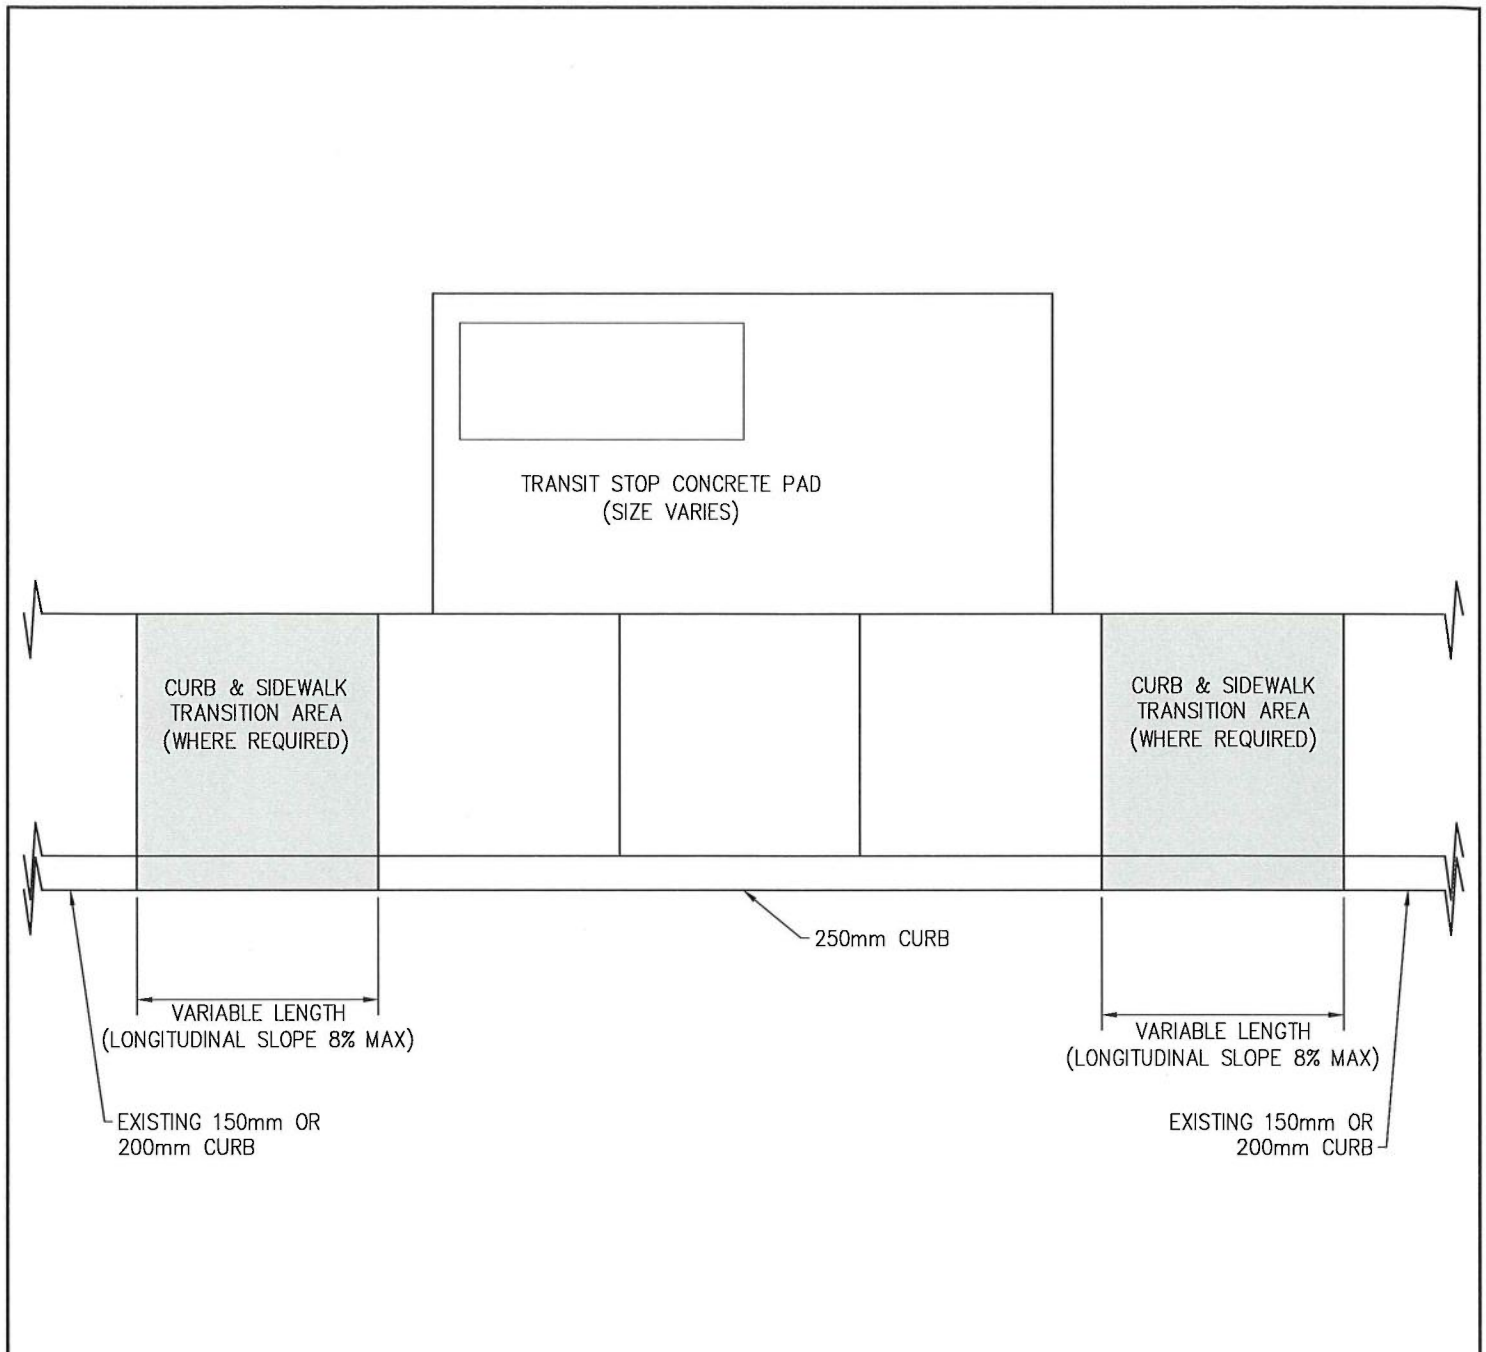 TRANSIT STOP CONCRETE PAD
(SIZE VARIES)
CURB & SIDEWALK
TRANSITION AREA
(WHERE REQUIRED)
CURB & SIDEWALK
TRANSITION AREA
(WHERE REQUIRED)
250mm CURB
VARIABLE LENGTH
(LONGITUDINAL SLOPE 8% MAX)
VARIABLE LENGTH
(LONGITUDINAL SLOPE 8% MAX)
EXISTING 150mm OR
200mm CURB
EXISTING 150mm OR
200mm CURB